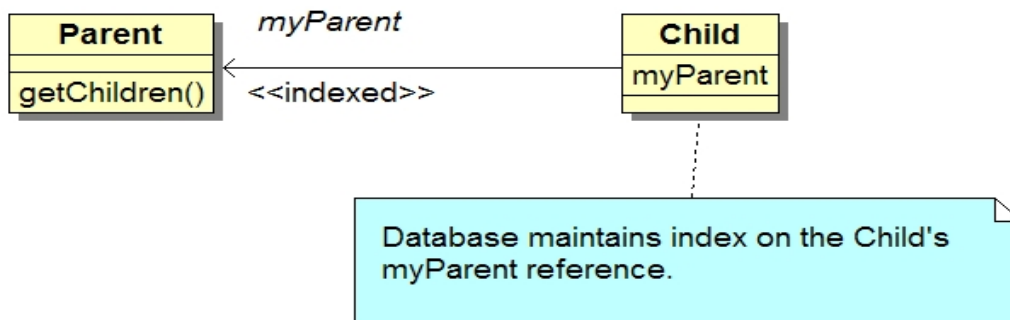 Parent
getChildren()
myParent
<<indexed>>
Child
myParent
Database maintains index on the Child's
myParent reference.